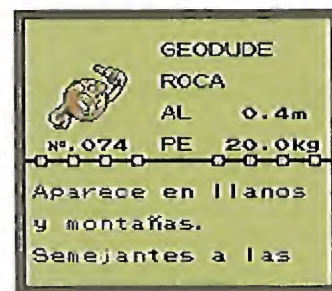 GEODUDE
ROCA
AL 0.4m
Nº.074 PE 20.0kg
Aparece en llanos
y montañas.
Semejantes a las